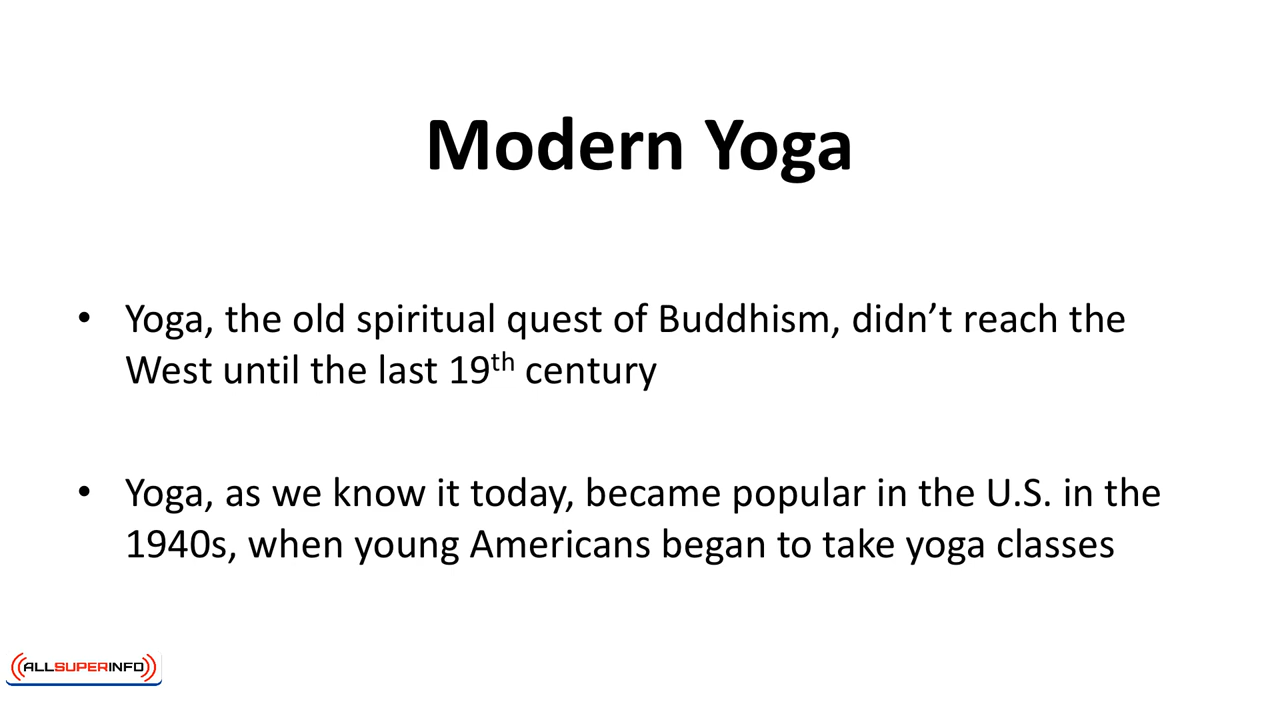 Modern Yoga
• Yoga, the old spiritual quest of Buddhism, didn’t reach the
West until the last 19th century
• Yoga, as we know it today, became popular in the U.S. in the
1940s, when young Americans began to take yoga classes
ALLSUPERINFO